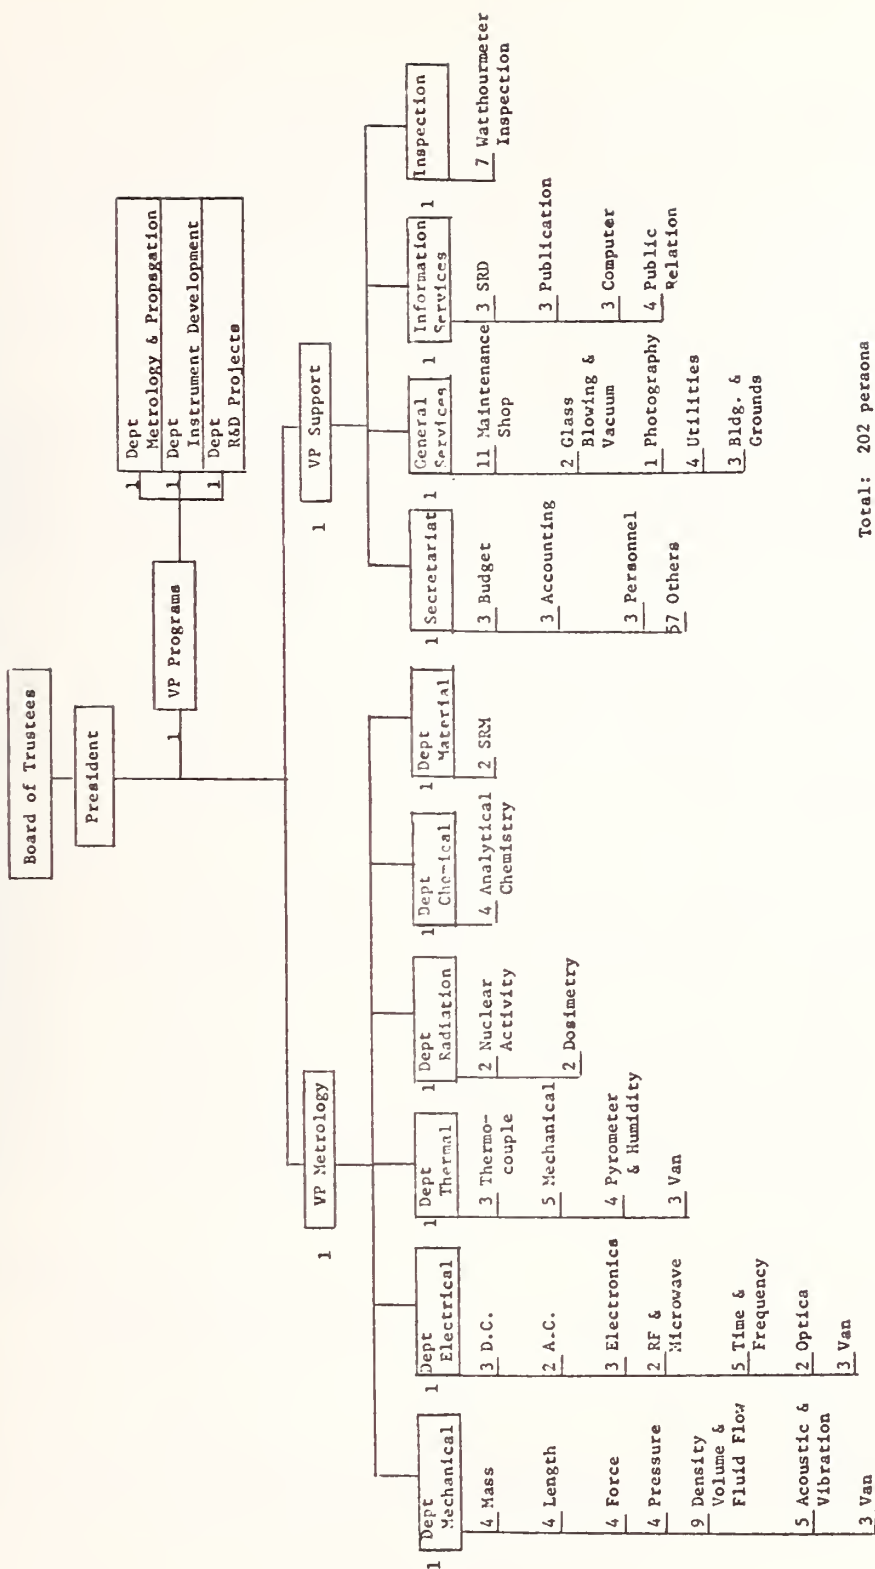 Board of Trustees
President
1 VP Programs
1 Dept
Metrology & Propagation
1 Dept
Instrument Development
1 Dept
R&D Projects
1 VP Metrology
1 VP Support
1 Dept
Mechanical
4 Mass
4 Length
4 Force
4 Pressure
9 Density
Volume &
Fluid Flow
5 Acoustic &
Vibration
3 Van
1 Dept
Electrical
3 D.C.
2 A.C.
3 Electronics
2 RF &
Microwave
5 Time &
Frequency
2 Optica
3 Van
1 Dept
Thermal
3 Thermo-
couple
5 Mechanical
4 Pyrometer
& Humidity
3 Van
1 Dept
Radiation
2 Nuclear
Activity
2 Dosimetry
1 Dept
Chemical
4 Analytical
Chemistry
1 Dept
Material
2 SRM
1 Secretariat
3 Budget
3 Accounting
3 Personnel
57 Others
1 General
Services
11 Maintenance
Shop
2 Glass
Blowing &
Vacuum
1 Photography
4 Utilities
3 Bldg. &
Grounds
1 Information
Services
3 SRD
3 Publication
3 Computer
4 Public
Relation
1 Inspection
7 Watthourmeter
Inspection
Total: 202 persona